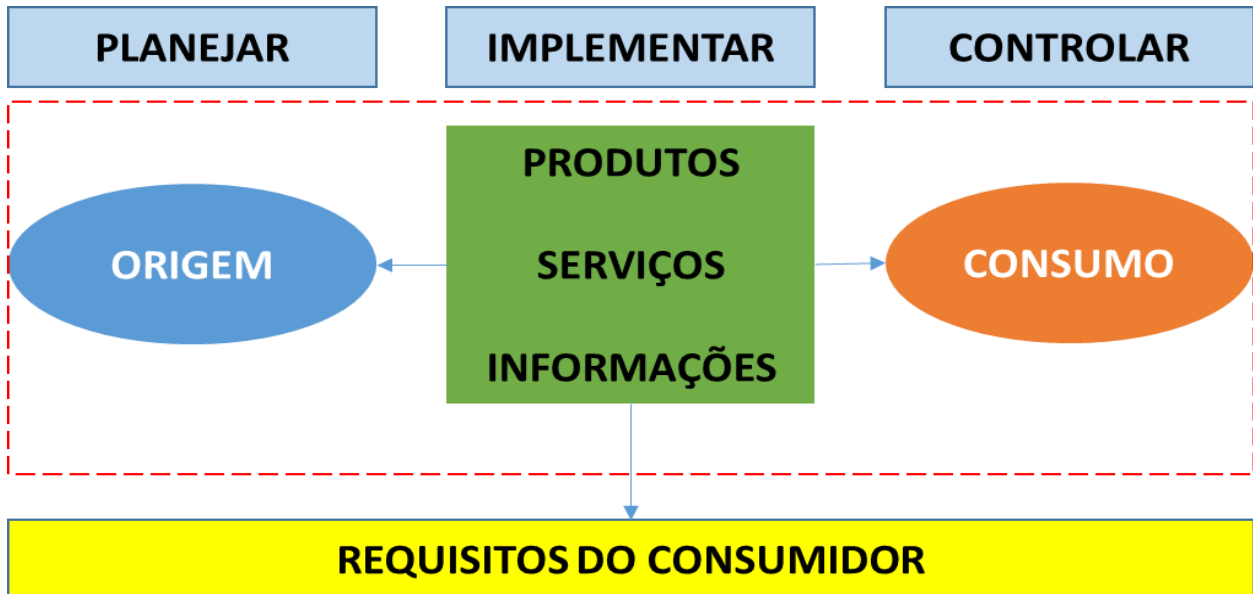 PLANEJAR
IMPLEMENTAR
CONTROLAR
PRODUTOS
ORIGEM
SERVIÇOS
CONSUMO
INFORMAÇÕES
REQUISITOS DO CONSUMIDOR